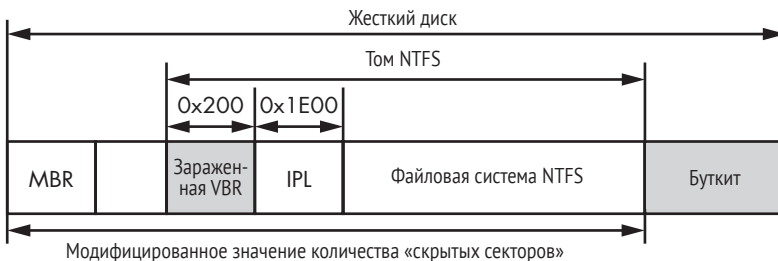 Жесткий диск
Том NTFS
0x200
0x1E00
MBR
Заражен-
ная VBR
IPL
Файловая система NTFS
Буткит
Модифицированное значение количества «скрытых секторов»